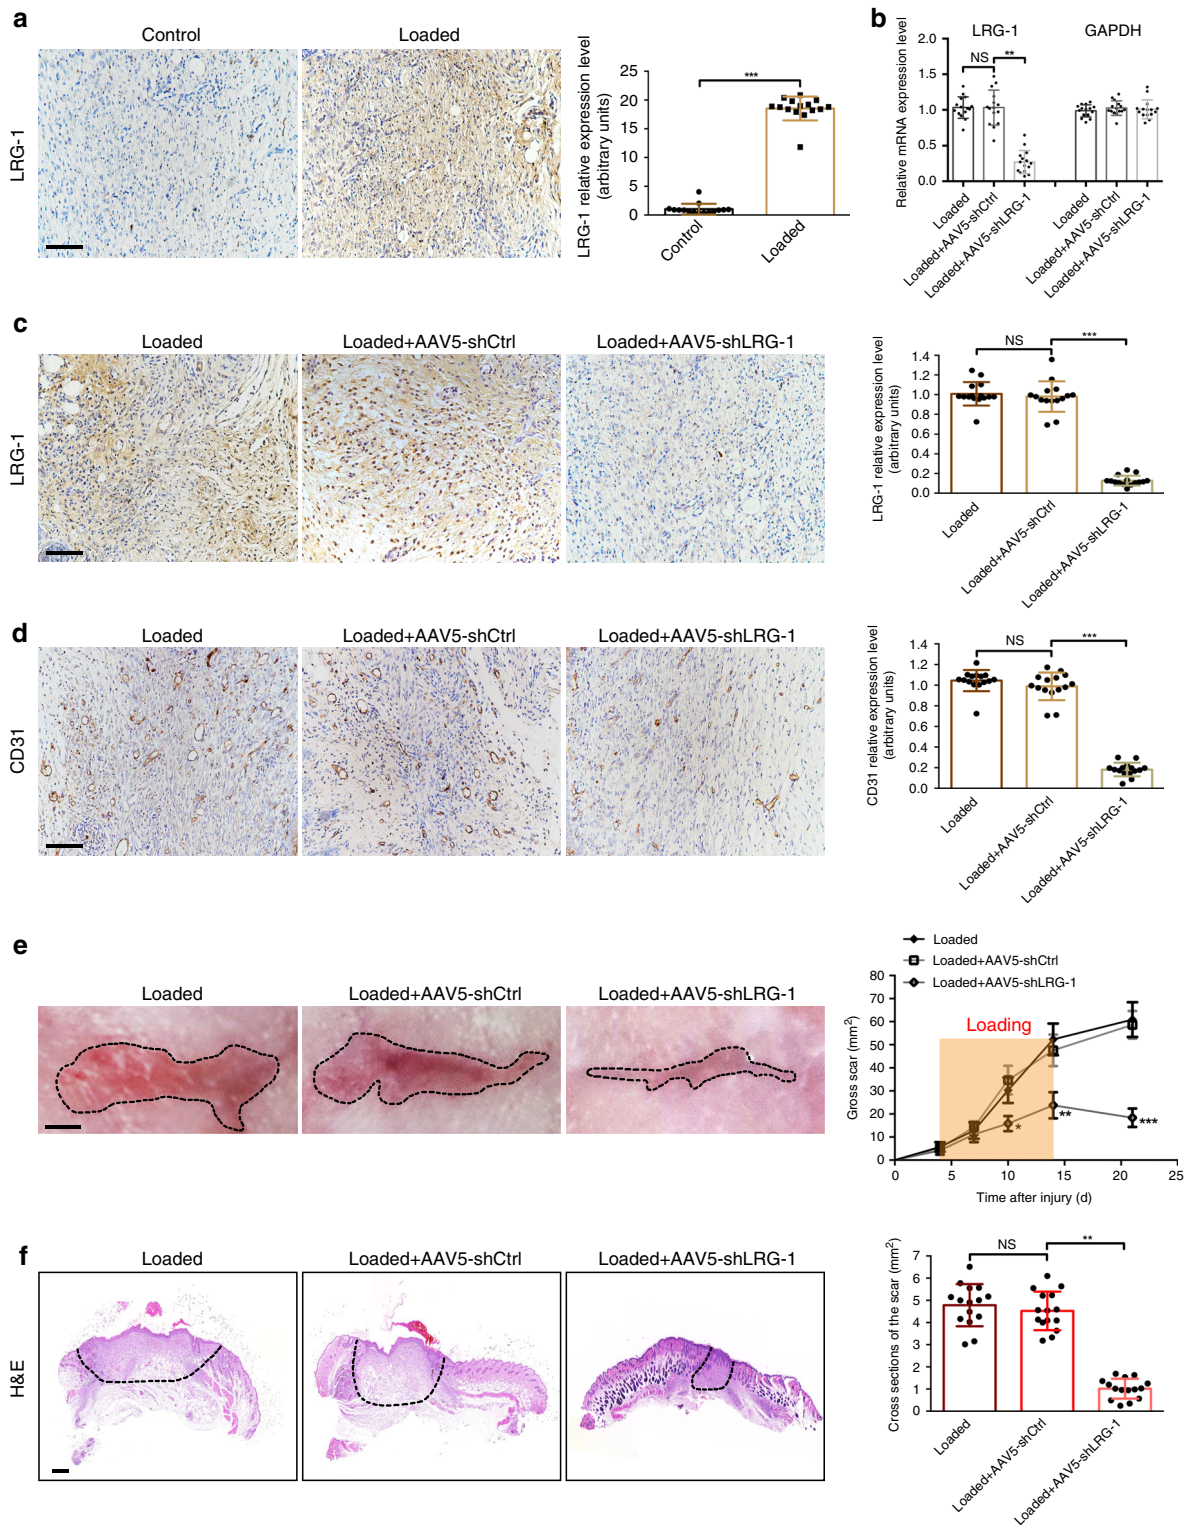 a
Control
Loaded
LRG-1
LRG-1 relative expression level
(arbitrary units)
25
20
15
10
5
0
***
Control
Loaded
b
LRG-1
GAPDH
Relative mRNA expression level
2.0
1.5
1.0
0.5
0.0
NS
**
Loaded
Loaded+AAV5-shCtrl
Loaded+AAV5-shLRG-1
Loaded
Loaded+AAV5-shCtrl
Loaded+AAV5-shLRG-1
c
Loaded
Loaded+AAV5-shCtrl
Loaded+AAV5-shLRG-1
LRG-1
LRG-1 relative expression level
(arbitrary units)
1.4
1.2
1.0
0.8
0.6
0.4
0.2
0.0
NS
***
Loaded
Loaded+AAV5-shCtrl
Loaded+AAV5-shLRG-1
d
Loaded
Loaded+AAV5-shCtrl
Loaded+AAV5-shLRG-1
CD31
CD31 relative expression level
(arbitrary units)
1.4
1.2
1.0
0.8
0.6
0.4
0.2
0
NS
***
Loaded
Loaded+AAV5-shCtrl
Loaded+AAV5-shLRG-1
e
Loaded
Loaded+AAV5-shCtrl
Loaded+AAV5-shLRG-1
Loaded
Loaded+AAV5-shCtrl
Loaded+AAV5-shLRG-1
Gross scar (mm²)
80
70
60
50
40
30
20
10
0
Loading
*
**
***
0
5
10
15
20
25
Time after injury (d)
f
Loaded
Loaded+AAV5-shCtrl
Loaded+AAV5-shLRG-1
H&E
Cross sections of the scar (mm²)
7
6
5
4
3
2
1
0
NS
**
Loaded
Loaded+AAV5-shCtrl
Loaded+AAV5-shLRG-1